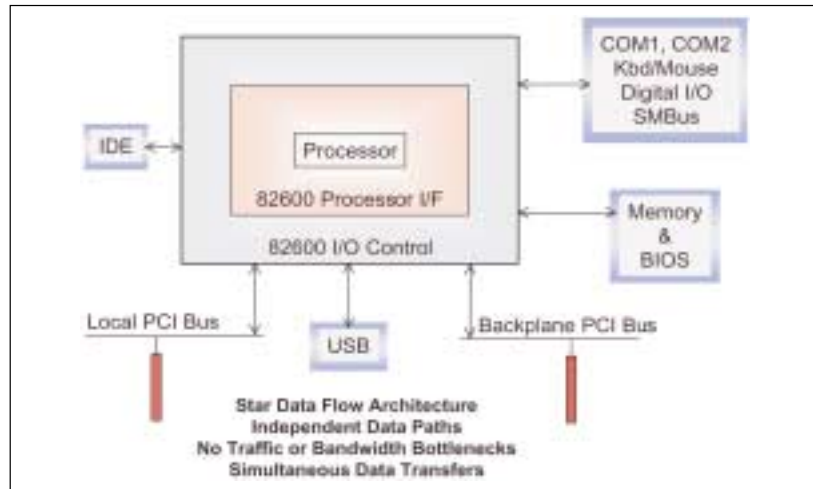 COM1, COM2
Kbd/Mouse
Digital I/O
SMBus
IDE
Processor
82600 Processor I/F
82600 I/O Control
Memory
&
BIOS
Local PCI Bus
USB
Backplane PCI Bus
Star Data Flow Architecture
Independent Data Paths
No Traffic or Bandwidth Bottlenecks
Simultaneous Data Transfers